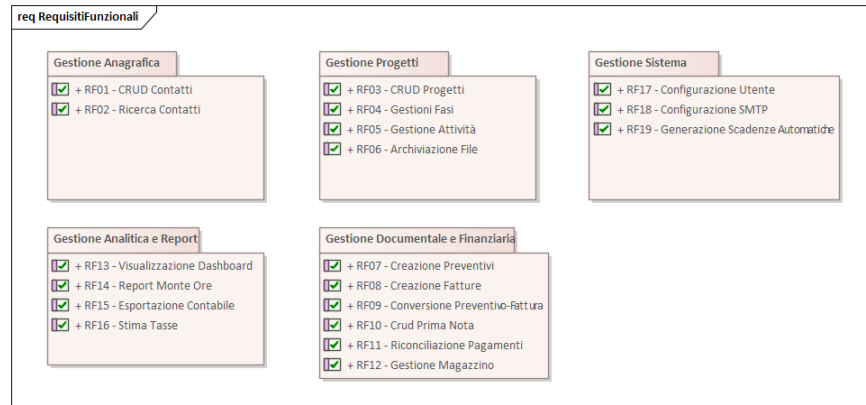 req RequisitiFunzionali
Gestione Anagrafica
+ RF01 - CRUD Contatti
+ RF02 - Ricerca Contatti
Gestione Progetti
+ RF03 - CRUD Progetti
+ RF04 - Gestioni Fasi
+ RF05 - Gestione Attività
+ RF06 - Archiviazione File
Gestione Sistema
+ RF17 - Configurazione Utente
+ RF18 - Configurazione SMTP
+ RF19 - Generazione Scadenze Automatiche
Gestione Analitica e Report
+ RF13 - Visualizzazione Dashboard
+ RF14 - Report Monte Ore
+ RF15 - Esportazione Contabile
+ RF16 - Stima Tasse
Gestione Documentale e Finanziaria
+ RF07 - Creazione Preventivi
+ RF08 - Creazione Fatture
+ RF09 - Conversione Preventivo-Fattura
+ RF10 - Crud Prima Nota
+ RF11 - Riconciliazione Pagamenti
+ RF12 - Gestione Magazzino